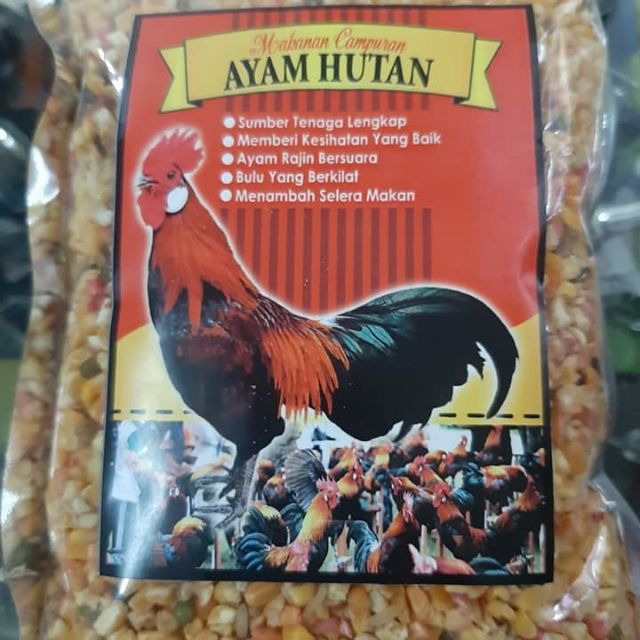 Makanan Campuran
AYAM HUTAN
Sumber Tenaga Lengkap
Memberi Kesihatan Yang Baik
Ayam Rajin Bersuara
Bulu Yang Berkilat
Menambah Selera Makan